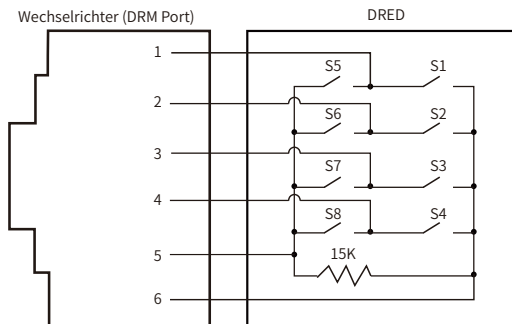 Wechselrichter (DRM Port)
DRED
1
S5
S1
2
S6
S2
3
S7
S3
4
S8
S4
5
15K
6